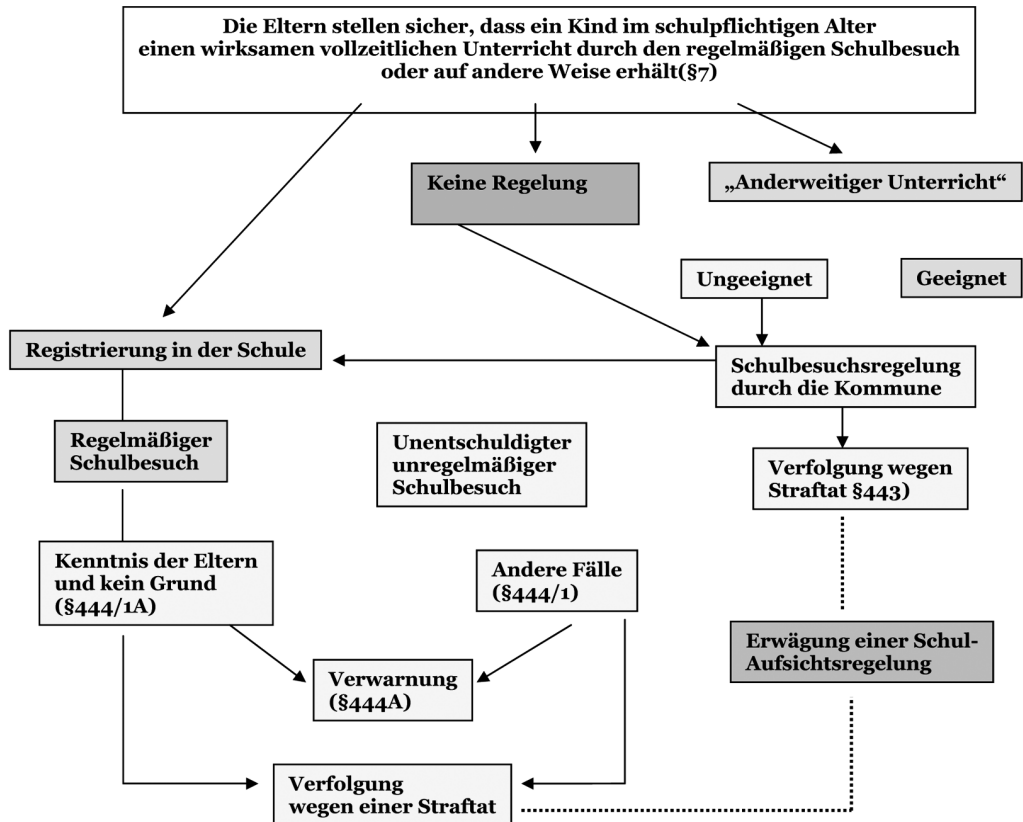 Die Eltern stellen sicher, dass ein Kind im schulpflichtigen Alter
einen wirksamen vollzeitlichen Unterricht durch den regelmäßigen Schulbesuch
oder auf andere Weise erhält(§7)
Keine Regelung
„Anderweitiger Unterricht“
Ungeeignet
Geeignet
Registrierung in der Schule
Schulbesuchsregelung
durch die Kommune
Regelmäßiger
Schulbesuch
Unentschuldigter
unregelmäßiger
Schulbesuch
Verfolgung wegen
Straftat §443)
Kenntnis der Eltern
und kein Grund
(§444/1A)
Andere Fälle
(§444/1)
Erwägung einer Schul-
Aufsichtsregelung
Verwarnung
(§444A)
Verfolgung
wegen einer Straftat